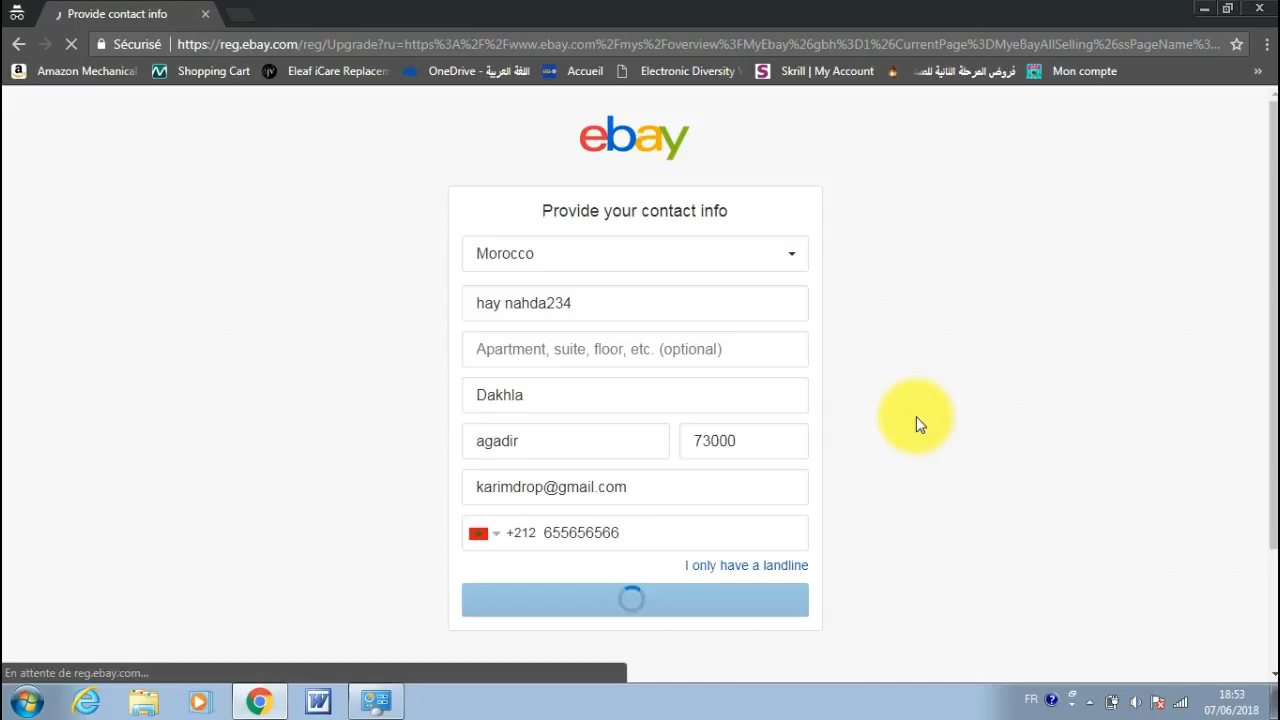 Provide contact info
Sécurisé
https://reg.ebay.com/reg/Upgrade?ru=https%3A%2F%2Fwww.ebay.com%2Fmys%2Foverview%3FMyEbay%26gbh%3D1%26CurrentPage%3DMyeBayAllSelling%26ssPageName%3...
Amazon Mechanical
Shopping Cart
Eleaf iCare Replacem
OneDrive - اللغة العربية
Accueil
Electronic Diversity
Skrill | My Account
فروض المرحلة الثانية للصف
Mon compte
»
ebay
Provide your contact info
Morocco
hay nahda234
Apartment, suite, floor, etc. (optional)
Dakhla
agadir 73000
karimdrop@gmail.com
+212 655656566
I only have a landline
En attente de reg.ebay.com...
FR
18:53
07/06/2018